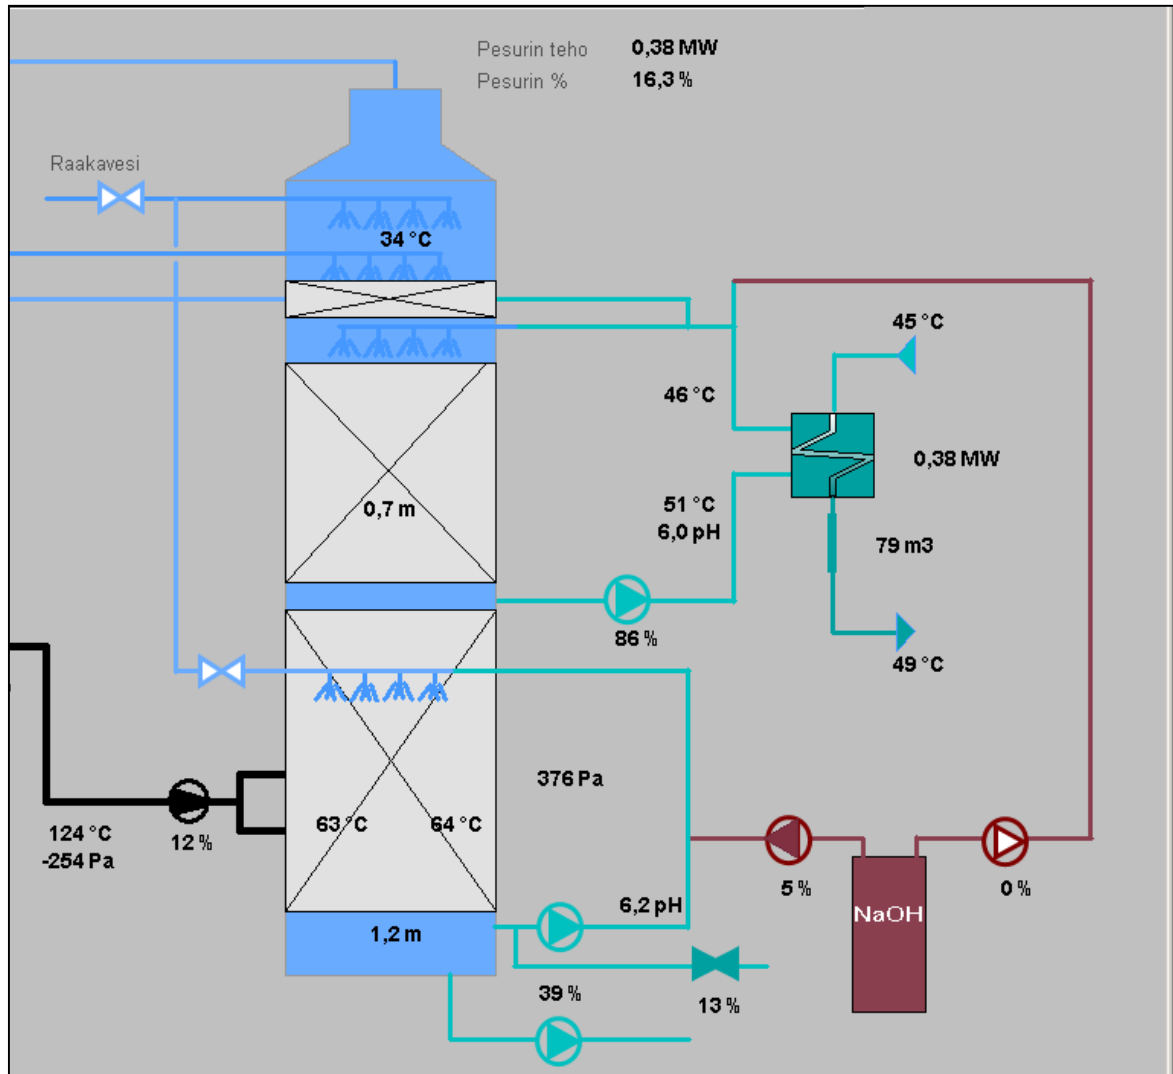 Pesurin teho 0,38 MW
Pesurin % 16,3 %
Raakavesi
34 °C
45 °C
46 °C
0,38 MW
0,7 m
51 °C
6,0 pH
79 m3
86 %
49 °C
376 Pa
63 °C 64 °C
124 °C
-254 Pa
12 %
5 %
0 %
NaOH
6,2 pH
1,2 m
39 %
13 %